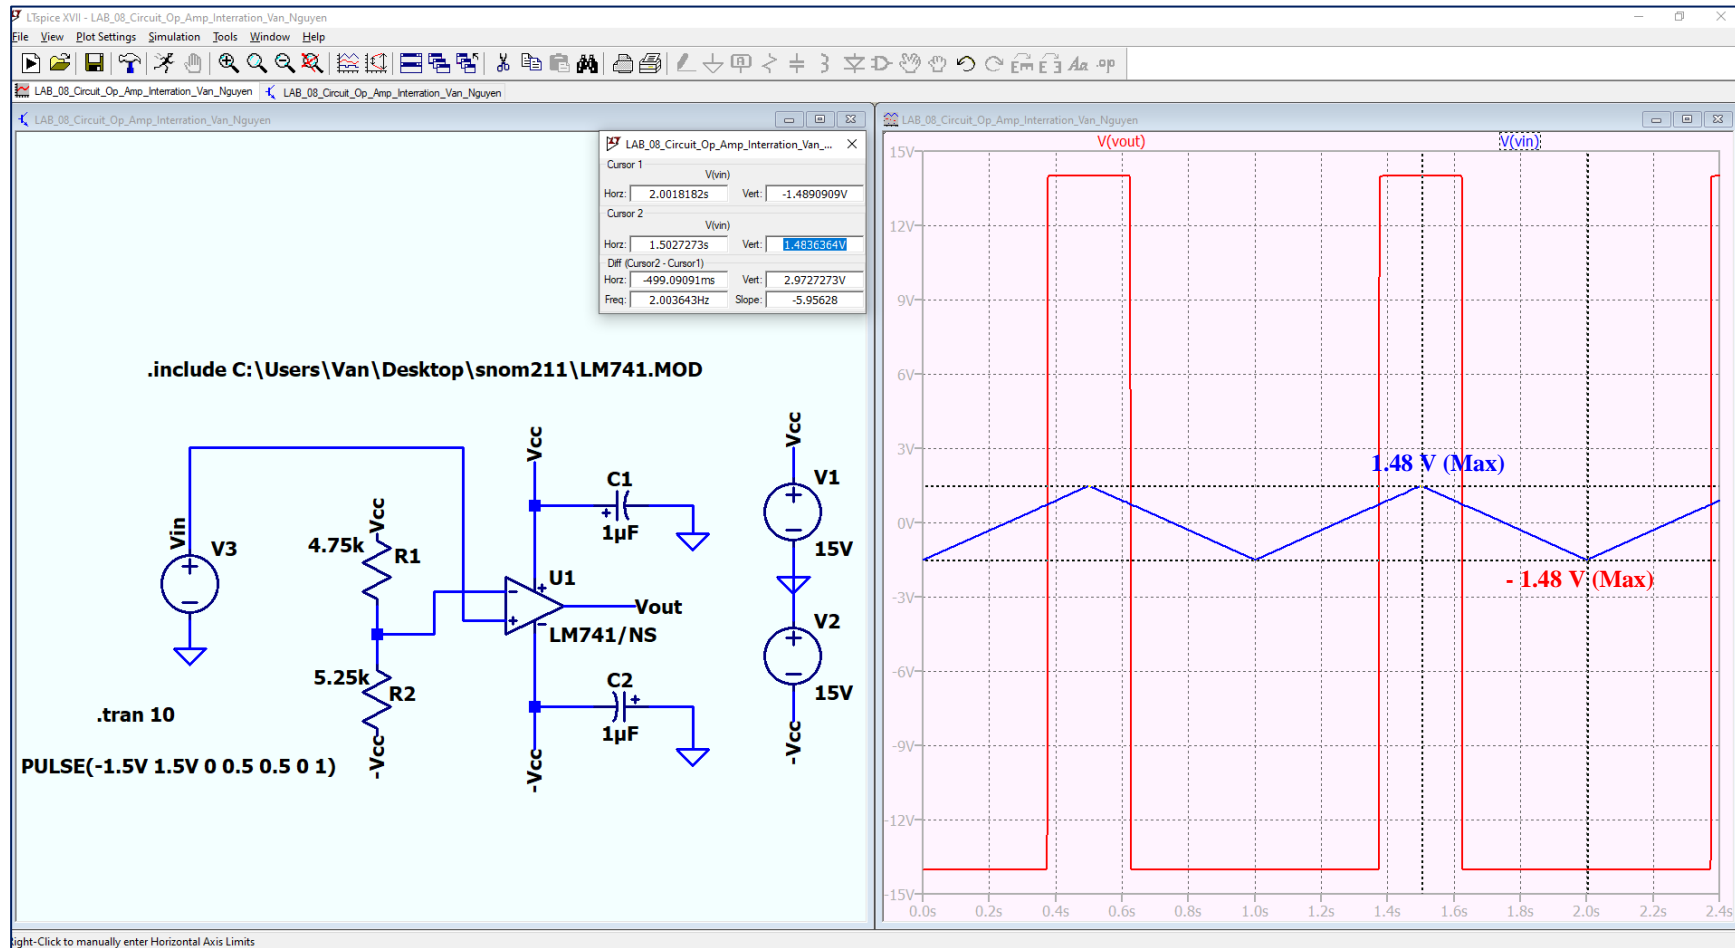 LTspice XVII - LAB_08_Circuit_Op_Amp_Interration_Van_Nguyen
File View Plot Settings Simulation Tools Window Help
LAB_08_Circuit_Op_Amp_Interration_Van_Nguyen LAB_08_Circuit_Op_Amp_Interration_Van_Nguyen
LAB_08_Circuit_Op_Amp_Interration_Van_Nguyen
LAB_08_Circuit_Op_Amp_Interration_Van_...
Cursor 1
V(vin)
Horz: 2.0018182s Vert: -1.4890909V
Cursor 2
V(vin)
Horz: 1.5027273s Vert: 1.4836364V
Diff (Cursor2 - Cursor1)
Horz: -499.09091ms Vert: 2.9727273V
Freq: 2.003643Hz Slope: -5.95628
.include C:\Users\Van\Desktop\snom211\LM741.MOD
Vin
V3
Vcc
4.75k
R1
5.25k
R2
-Vcc
Vcc
C1
1µF
U1
Vout
LM741/NS
C2
1µF
-Vcc
Vcc
V1
15V
V2
15V
-Vcc
.tran 10
PULSE(-1.5V 1.5V 0 0.5 0.5 0 1)
LAB_08_Circuit_Op_Amp_Interration_Van_Nguyen
V(vout) V(vin)
15V
12V
9V
6V
3V
0V
-3V
-6V
-9V
-12V
-15V
1.48 V (Max)
- 1.48 V (Max)
0.0s 0.2s 0.4s 0.6s 0.8s 1.0s 1.2s 1.4s 1.6s 1.8s 2.0s 2.2s 2.4s
ight-Click to manually enter Horizontal Axis Limits